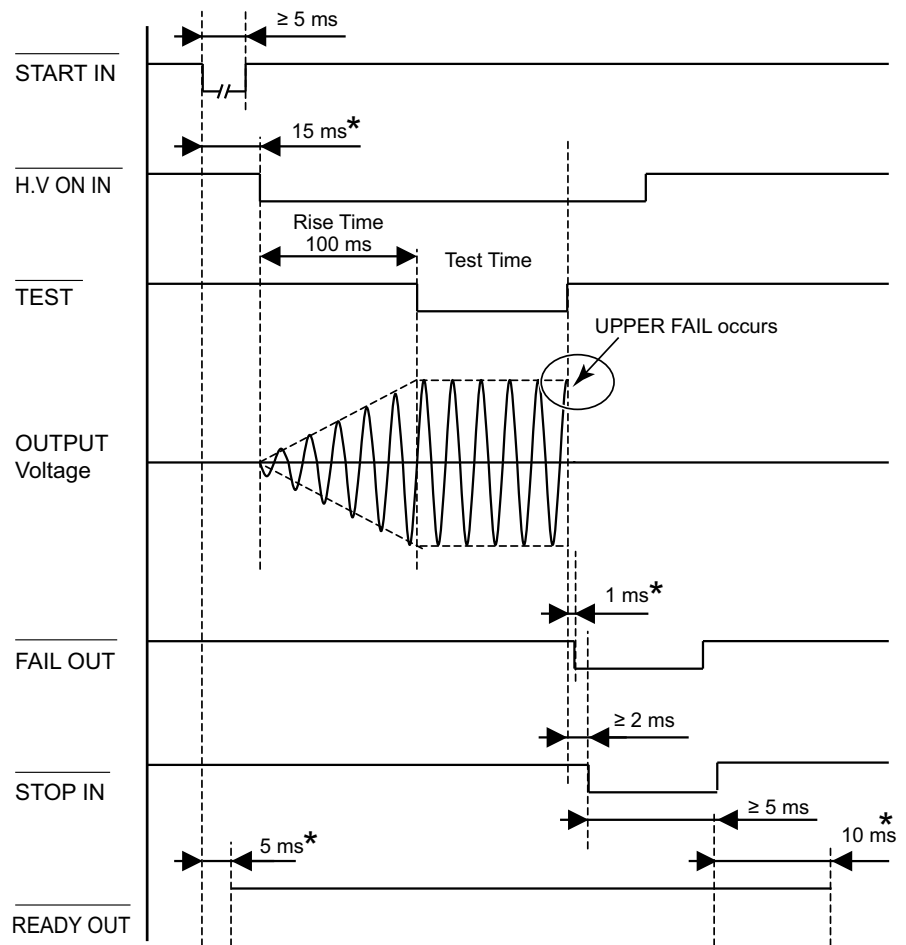 ≥ 5 ms
START IN
15 ms*
H.V ON IN
Rise Time
100 ms
Test Time
TEST
UPPER FAIL occurs
OUTPUT
Voltage
1 ms*
FAIL OUT
≥ 2 ms
STOP IN
≥ 5 ms
10 ms*
5 ms*
READY OUT